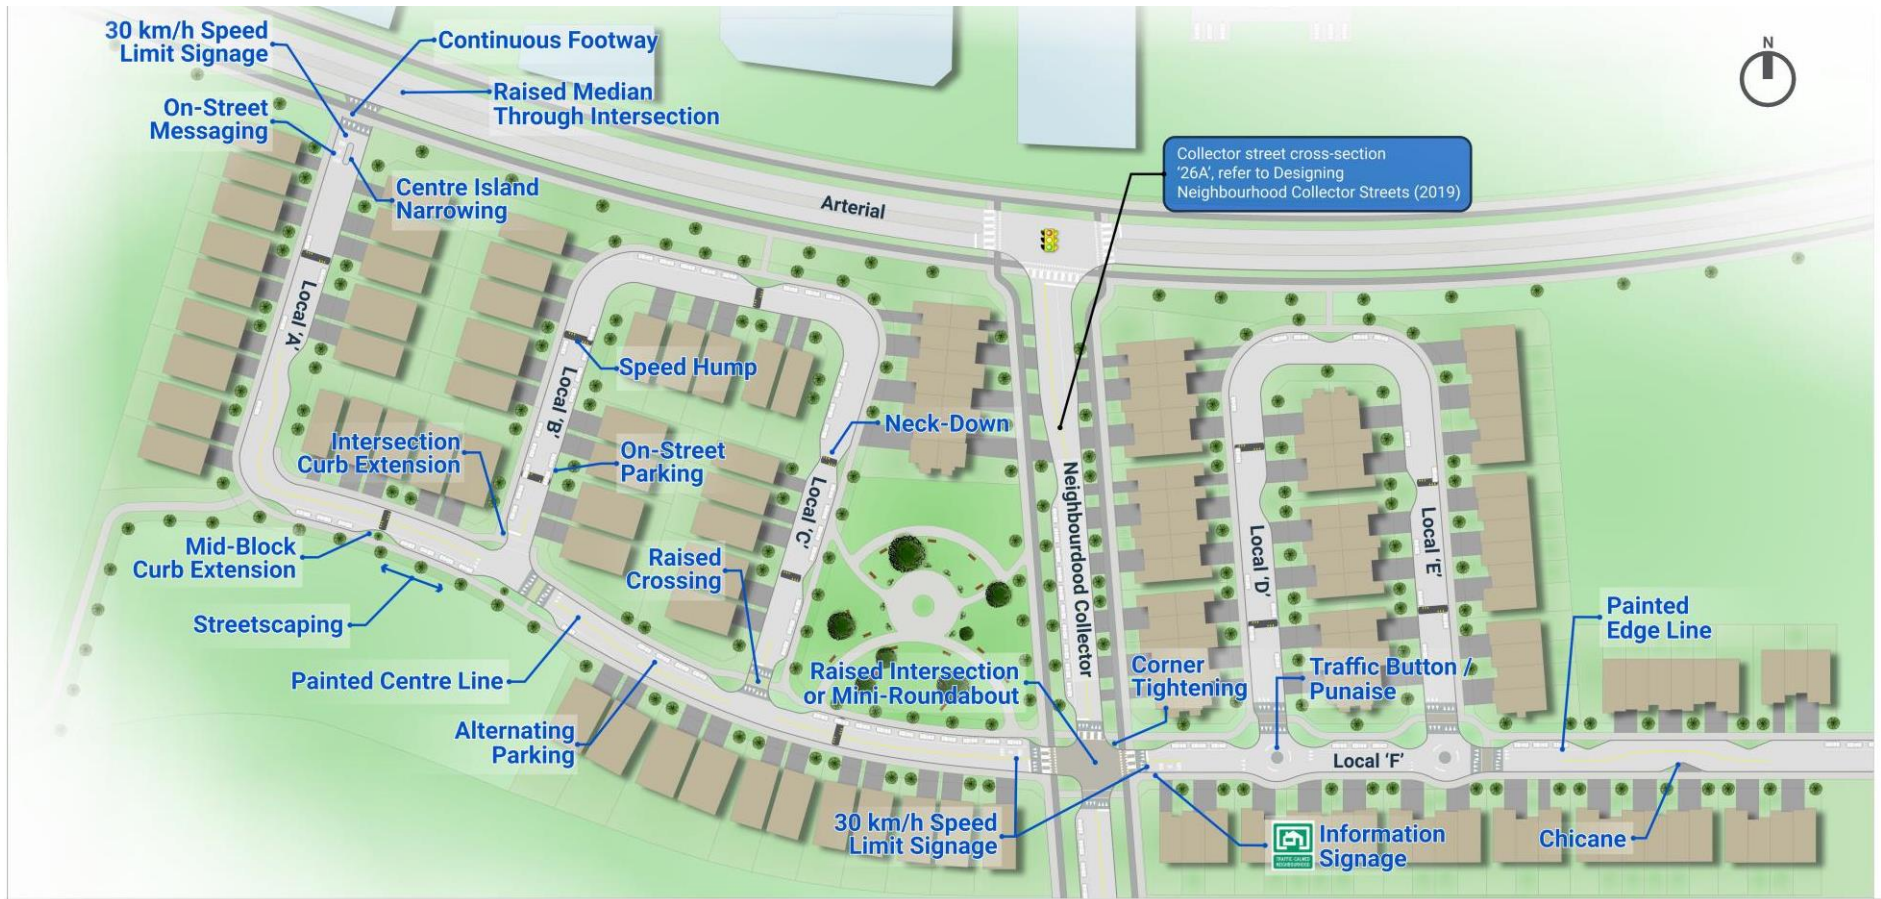 30 km/h Speed
Limit Signage
Continuous Footway
Raised Median
Through Intersection
On-Street
Messaging
N
Collector street cross-section
‘26A’, refer to Designing
Neighbourhood Collector Streets (2019)
Centre Island
Narrowing
Arterial
Local ‘A’
Speed Hump
Local ‘B’
Neck-Down
Intersection
Curb Extension
On-Street
Parking
Local ‘C’
Neighbourdood Collector
Local ‘D’
Local ‘E’
Mid-Block
Curb Extension
Raised
Crossing
Streetscaping
Painted
Edge Line
Painted Centre Line
Raised Intersection
or Mini-Roundabout
Corner
Tightening
Traffic Button /
Punaise
Alternating
Parking
Local ‘F’
30 km/h Speed
Limit Signage
TRAFFIC CALMED
NEIGHBOURHOOD
Information
Signage
Chicane